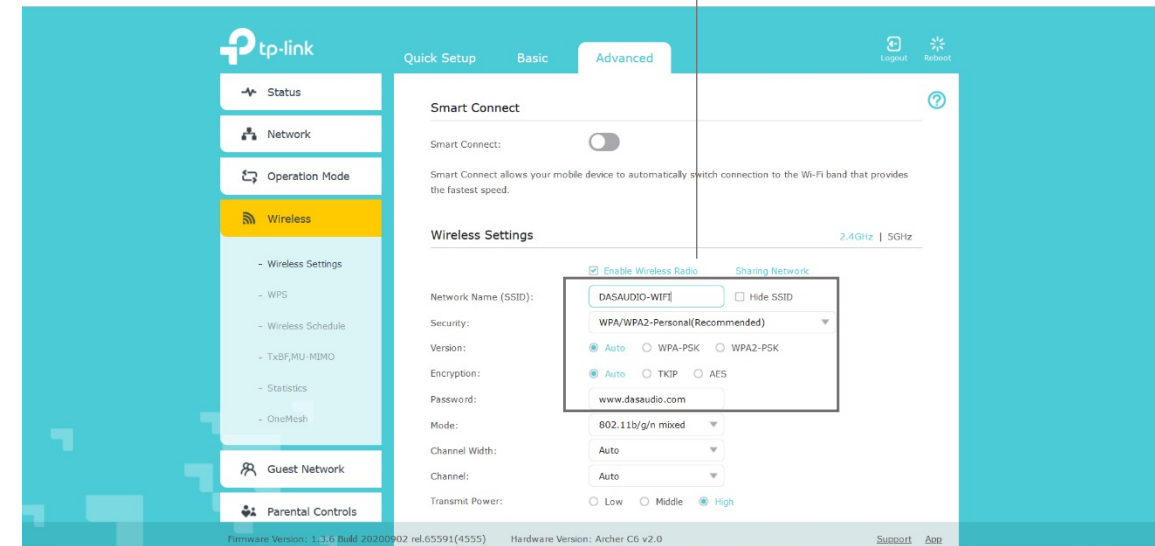 tp-link
Quick Setup Basic Advanced Logout Reboot
Status
Network
Operation Mode
Wireless
- Wireless Settings
- WPS
- Wireless Schedule
- TxBF,MU-MIMO
- Statistics
- OneMesh
Guest Network
Parental Controls
Smart Connect
Smart Connect:
Smart Connect allows your mobile device to automatically switch connection to the Wi-Fi band that provides
the fastest speed.
Wireless Settings 2.4GHz | 5GHz
Enable Wireless Radio Sharing Network
Network Name (SSID): DASAUDIO-WIFI Hide SSID
Security: WPA/WPA2-Personal(Recommended)
Version: Auto WPA-PSK WPA2-PSK
Encryption: Auto TKIP AES
Password: www.dasaudio.com
Mode: 802.11b/g/n mixed
Channel Width: Auto
Channel: Auto
Transmit Power: Low Middle High
Firmware Version: 1.3.6 Build 20200902 rel.65591(4555) Hardware Version: Archer C6 v2.0 Support App